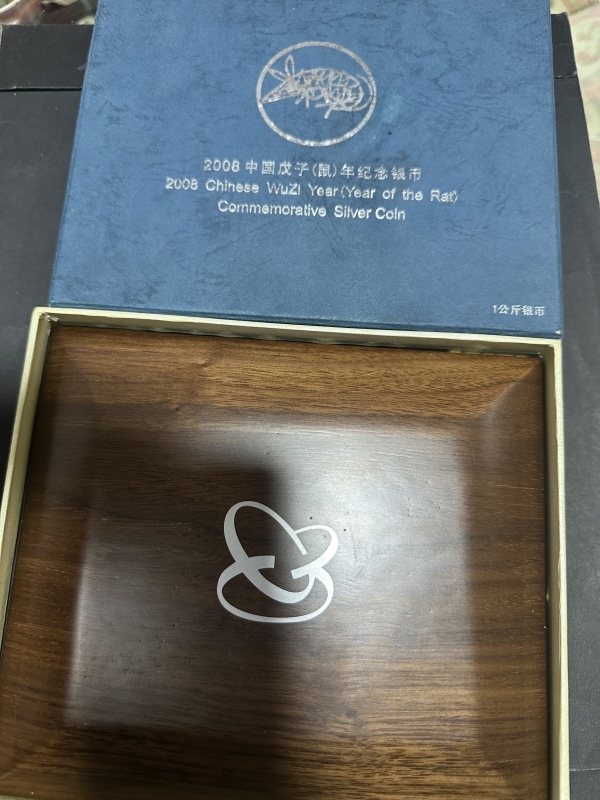 2008中国戊子(鼠)年纪念银币
2008 Chinese WuZi Year(Year of the Rat)
Commemorative Silver Coin
1公斤银币